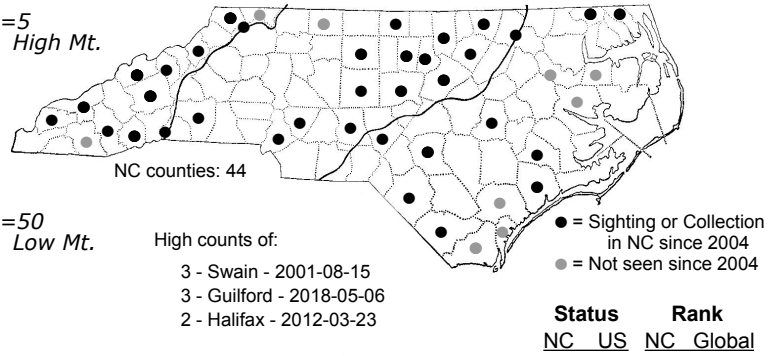 =5
High Mt.
NC counties: 44
=50
Low Mt.
High counts of:
3 - Swain - 2001-08-15
3 - Guilford - 2018-05-06
2 - Halifax - 2012-03-23
= Sighting or Collection
in NC since 2004
= Not seen since 2004
Status Rank
NC US NC Global